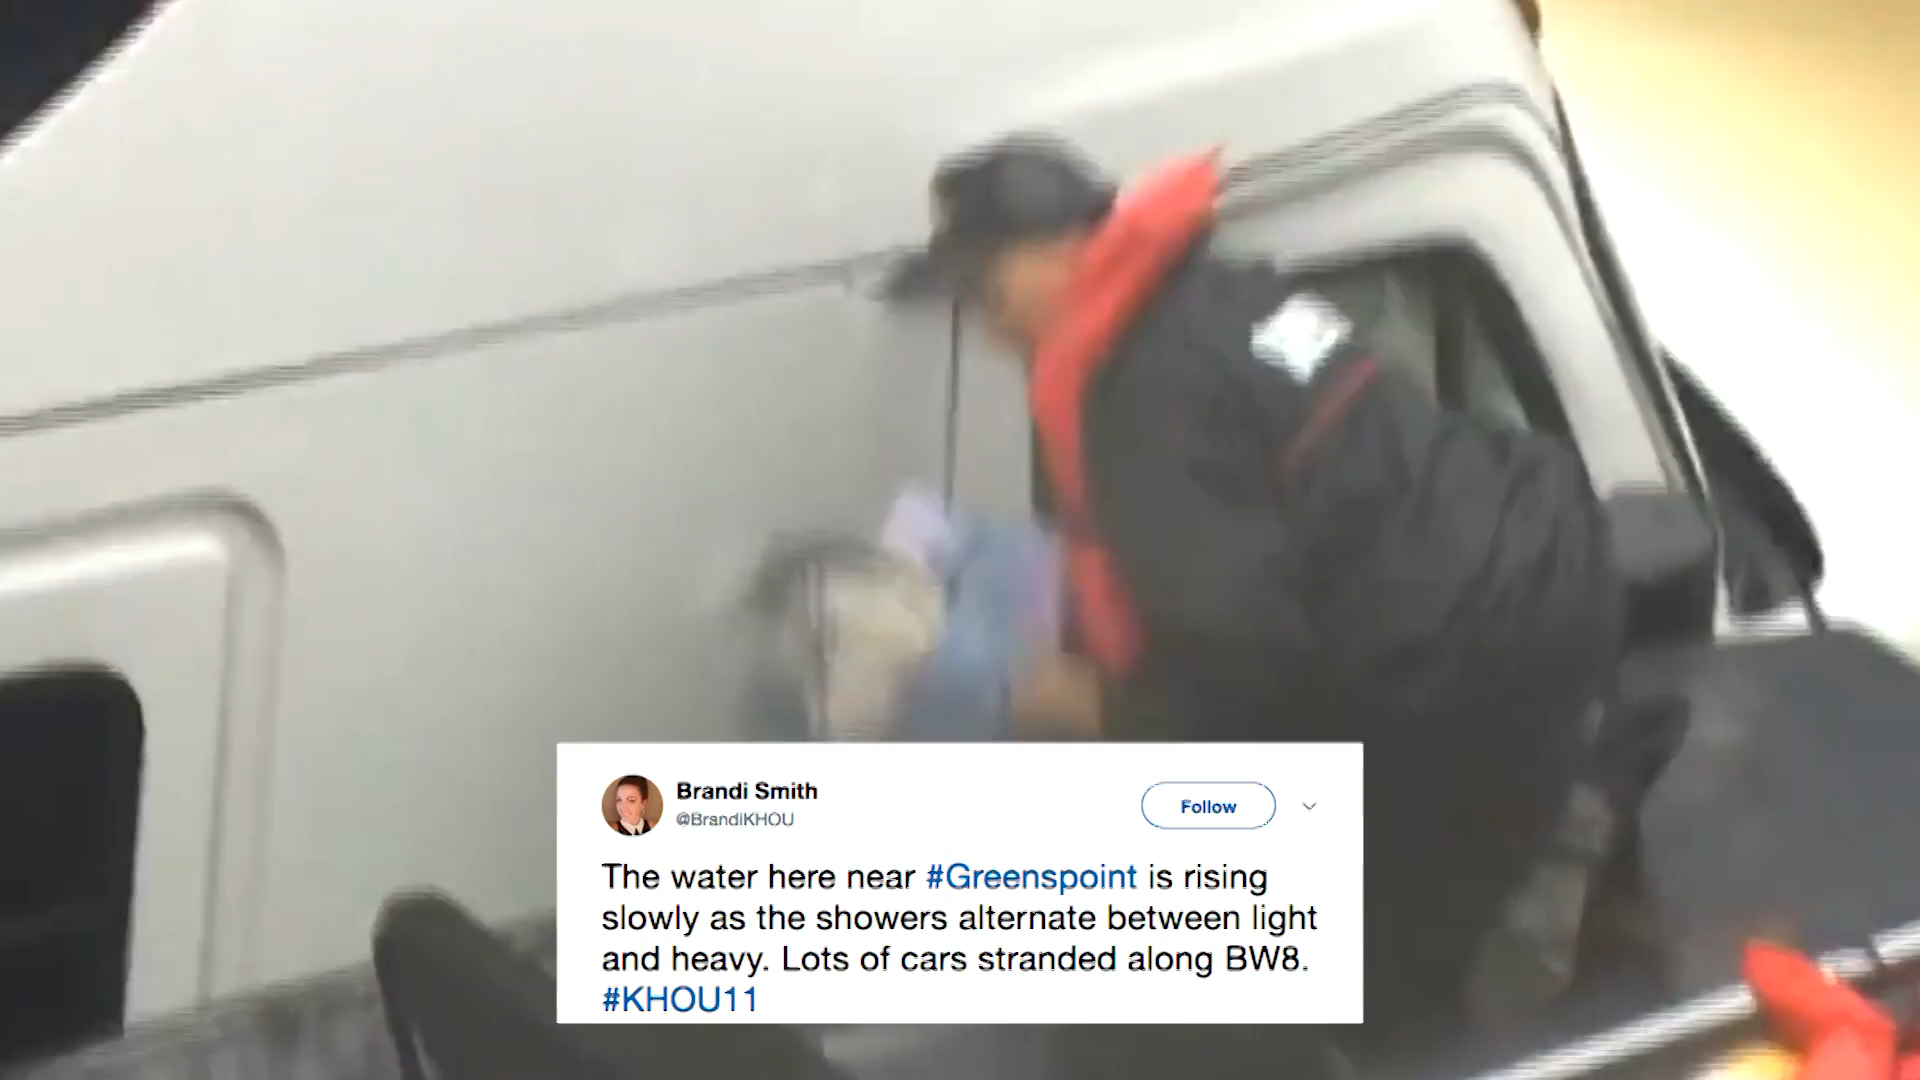 Brandi Smith
@BrandiKHOU
Follow
The water here near #Greenspoint is rising
slowly as the showers alternate between light
and heavy. Lots of cars stranded along BW8.
#KHOU11